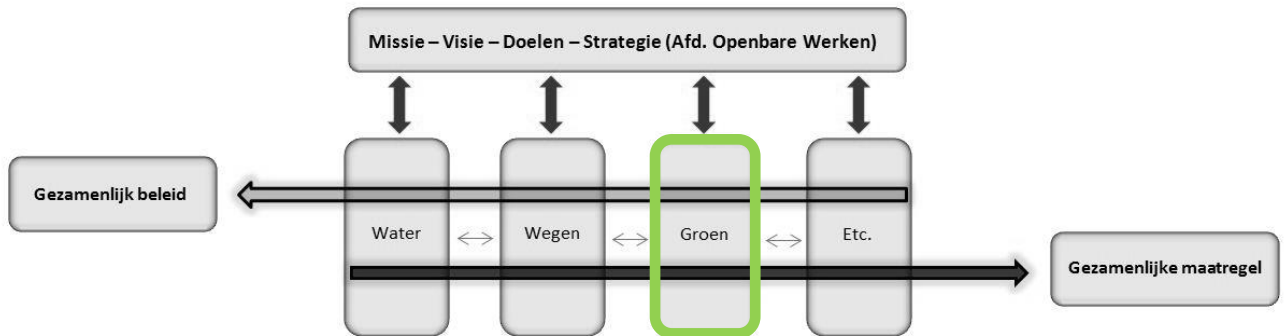 Missie – Visie – Doelen – Strategie (Afd. Openbare Werken)
Gezamenlijk beleid
Water
Wegen
Groen
Etc.
Gezamenlijke maatregel